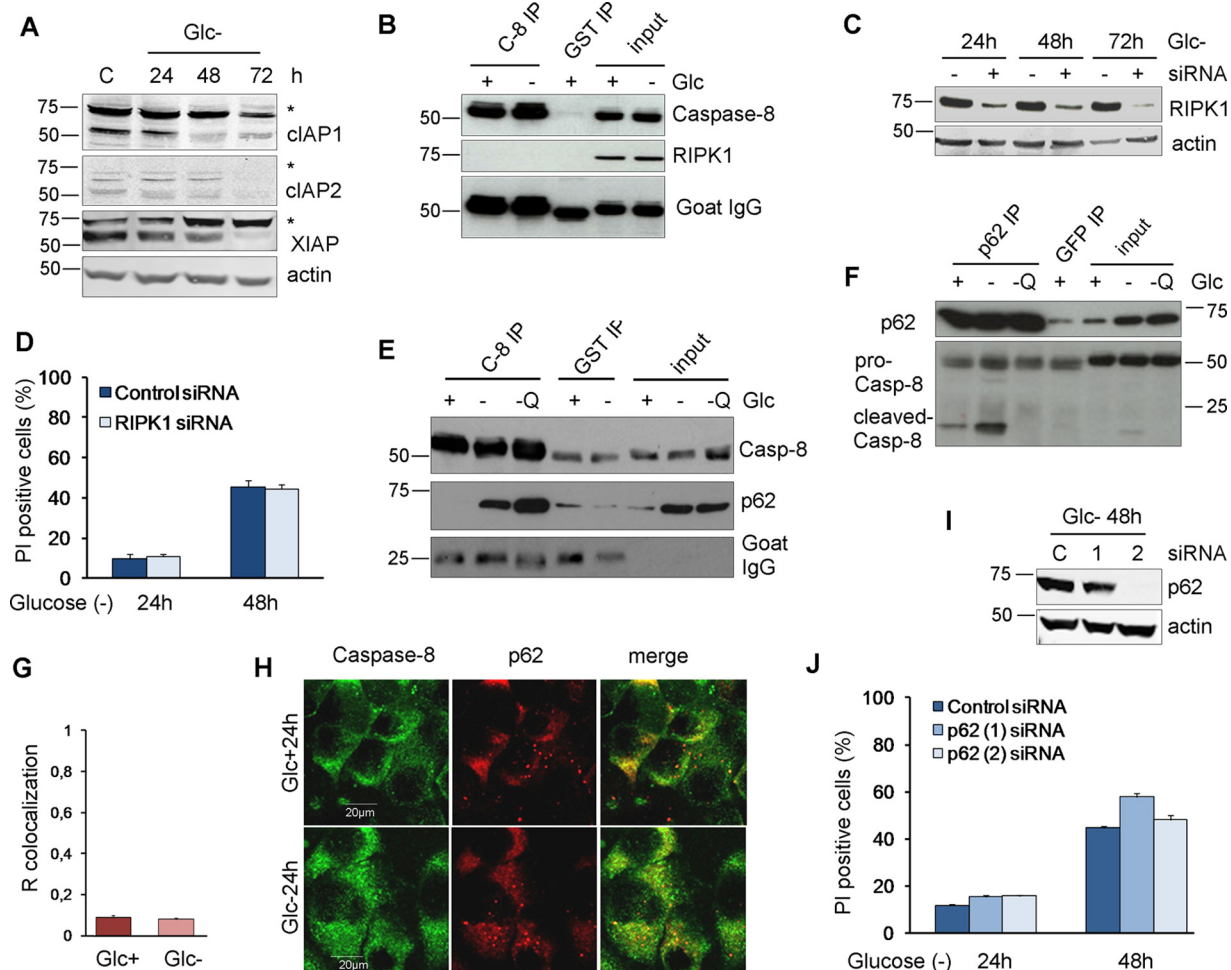 A
Glc-
C 24 48 72 h
75 *
50 cIAP1
*
50 cIAP2
75 *
50 XIAP
50 actin
B
C-8 IP GST IP input
+ - + + - Glc
50 Caspase-8
75 RIPK1
50 Goat IgG
C
24h 48h 72h Glc-
- + - + - + siRNA
75 RIPK1
50
actin
D
100
80
60
40
20
0
PI positive cells (%)
Control siRNA
RIPK1 siRNA
Glucose (-) 24h 48h
E
C-8 IP GST IP input
+ - -Q + - + - -Q Glc
50 Casp-8
75 p62
25 Goat
IgG
F
p62 IP GFP IP input
+ - -Q + + - -Q Glc
p62 75
pro- 50
Casp-8
cleaved- 25
Casp-8
G
1
0,8
0,6
0,4
0,2
0
R colocalization
Glc+ Glc-
H
Caspase-8 p62 merge
Glc+24h
20µm
Glc-24h
20µm
I
Glc- 48h
C 1 2 siRNA
75 p62
50
actin
J
100
80
60
40
20
0
PI positive cells (%)
Control siRNA
p62 (1) siRNA
p62 (2) siRNA
Glucose (-) 24h 48h